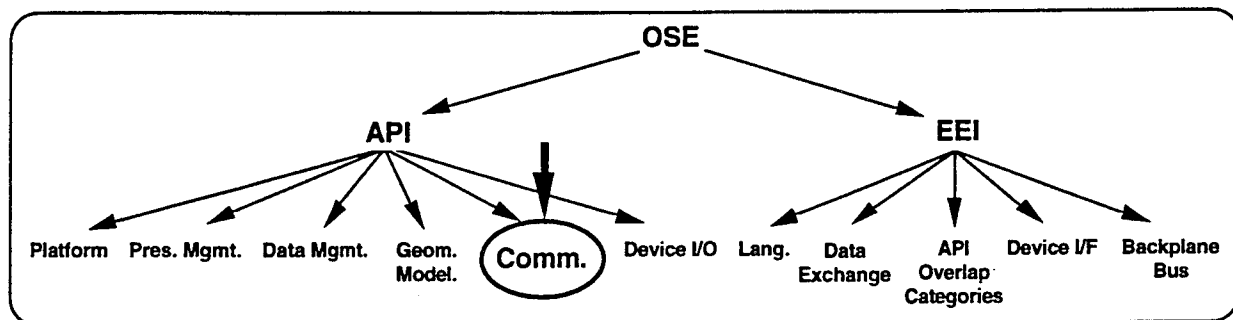 OSE
API
EEI
Platform
Pres. Mgmt.
Data Mgmt.
Geom.
Model.
Comm.
Device I/O
Lang.
Data
Exchange
API
Overlap
Categories
Device I/F
Backplane
Bus